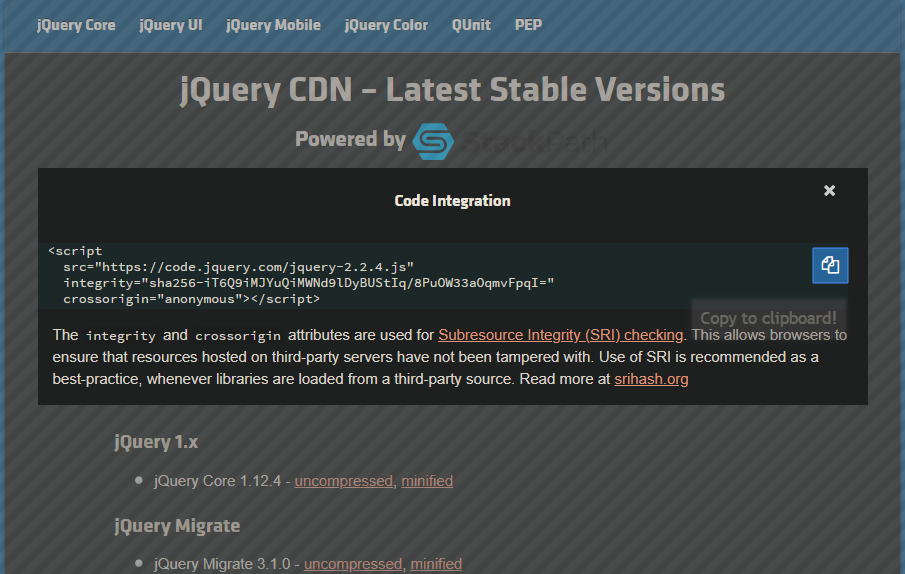 jQuery Core jQuery UI jQuery Mobile jQuery Color QUnit PEP
jQuery CDN – Latest Stable Versions
Powered by StackPath
Code Integration
×
<script
src="https://code.jquery.com/jquery-2.2.4.js"
integrity="sha256-iT6Q9iMJYuQiMWNd9lDyBUStIq/8PuOW33aOqmvFpqI="
crossorigin="anonymous"></script>
Copy to clipboard!
The integrity and crossorigin attributes are used for Subresource Integrity (SRI) checking. This allows browsers to
ensure that resources hosted on third-party servers have not been tampered with. Use of SRI is recommended as a
best-practice, whenever libraries are loaded from a third-party source. Read more at srihash.org
jQuery 1.x
• jQuery Core 1.12.4 - uncompressed, minified
jQuery Migrate
• jQuery Migrate 3.1.0 - uncompressed, minified